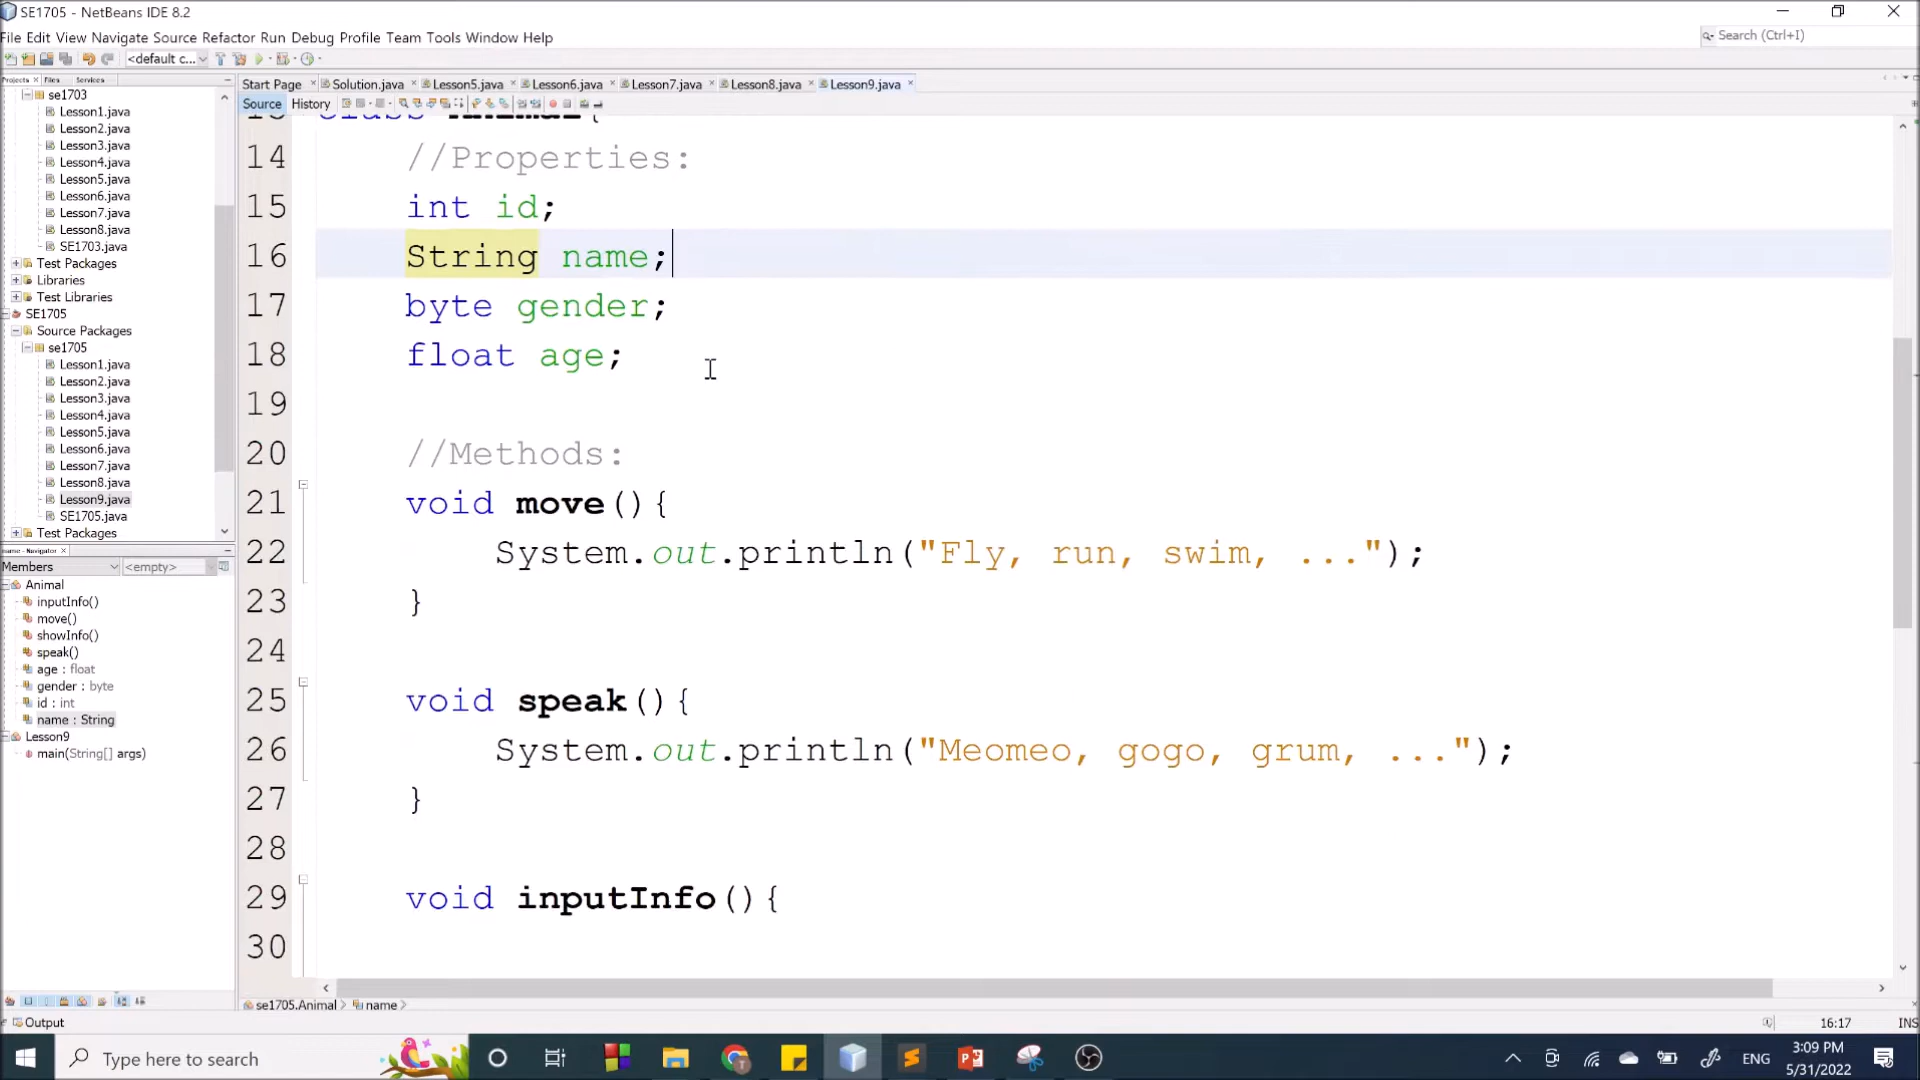 SE1705 - NetBeans IDE 8.2
File Edit View Navigate Source Refactor Run Debug Profile Team Tools Window Help
Search (Ctrl+I)
<default c...
Projects Files Services
Start Page Solution.java Lesson5.java Lesson6.java Lesson7.java Lesson8.java Lesson9.java
Source History
se1703
Lesson1.java
Lesson2.java
Lesson3.java
Lesson4.java
Lesson5.java
Lesson6.java
Lesson7.java
Lesson8.java
SE1703.java
Test Packages
Libraries
Test Libraries
SE1705
Source Packages
se1705
Lesson1.java
Lesson2.java
Lesson3.java
Lesson4.java
Lesson5.java
Lesson6.java
Lesson7.java
Lesson8.java
Lesson9.java
SE1705.java
Test Packages
name - Navigator
Members <empty>
Animal
inputInfo()
move()
showInfo()
speak()
age : float
gender : byte
id : int
name : String
Lesson9
main(String[] args)
13 class Animal{
14 //Properties:
15 int id;
16 String name;
17 byte gender;
18 float age;
19
20 //Methods:
21 void move(){
22 System.out.println("Fly, run, swim, ...");
23 }
24
25 void speak(){
26 System.out.println("Meomeo, gogo, grum, ...");
27 }
28
29 void inputInfo(){
30
se1705.Animal name
Output
16:17 INS
Type here to search
ENG
3:09 PM
5/31/2022